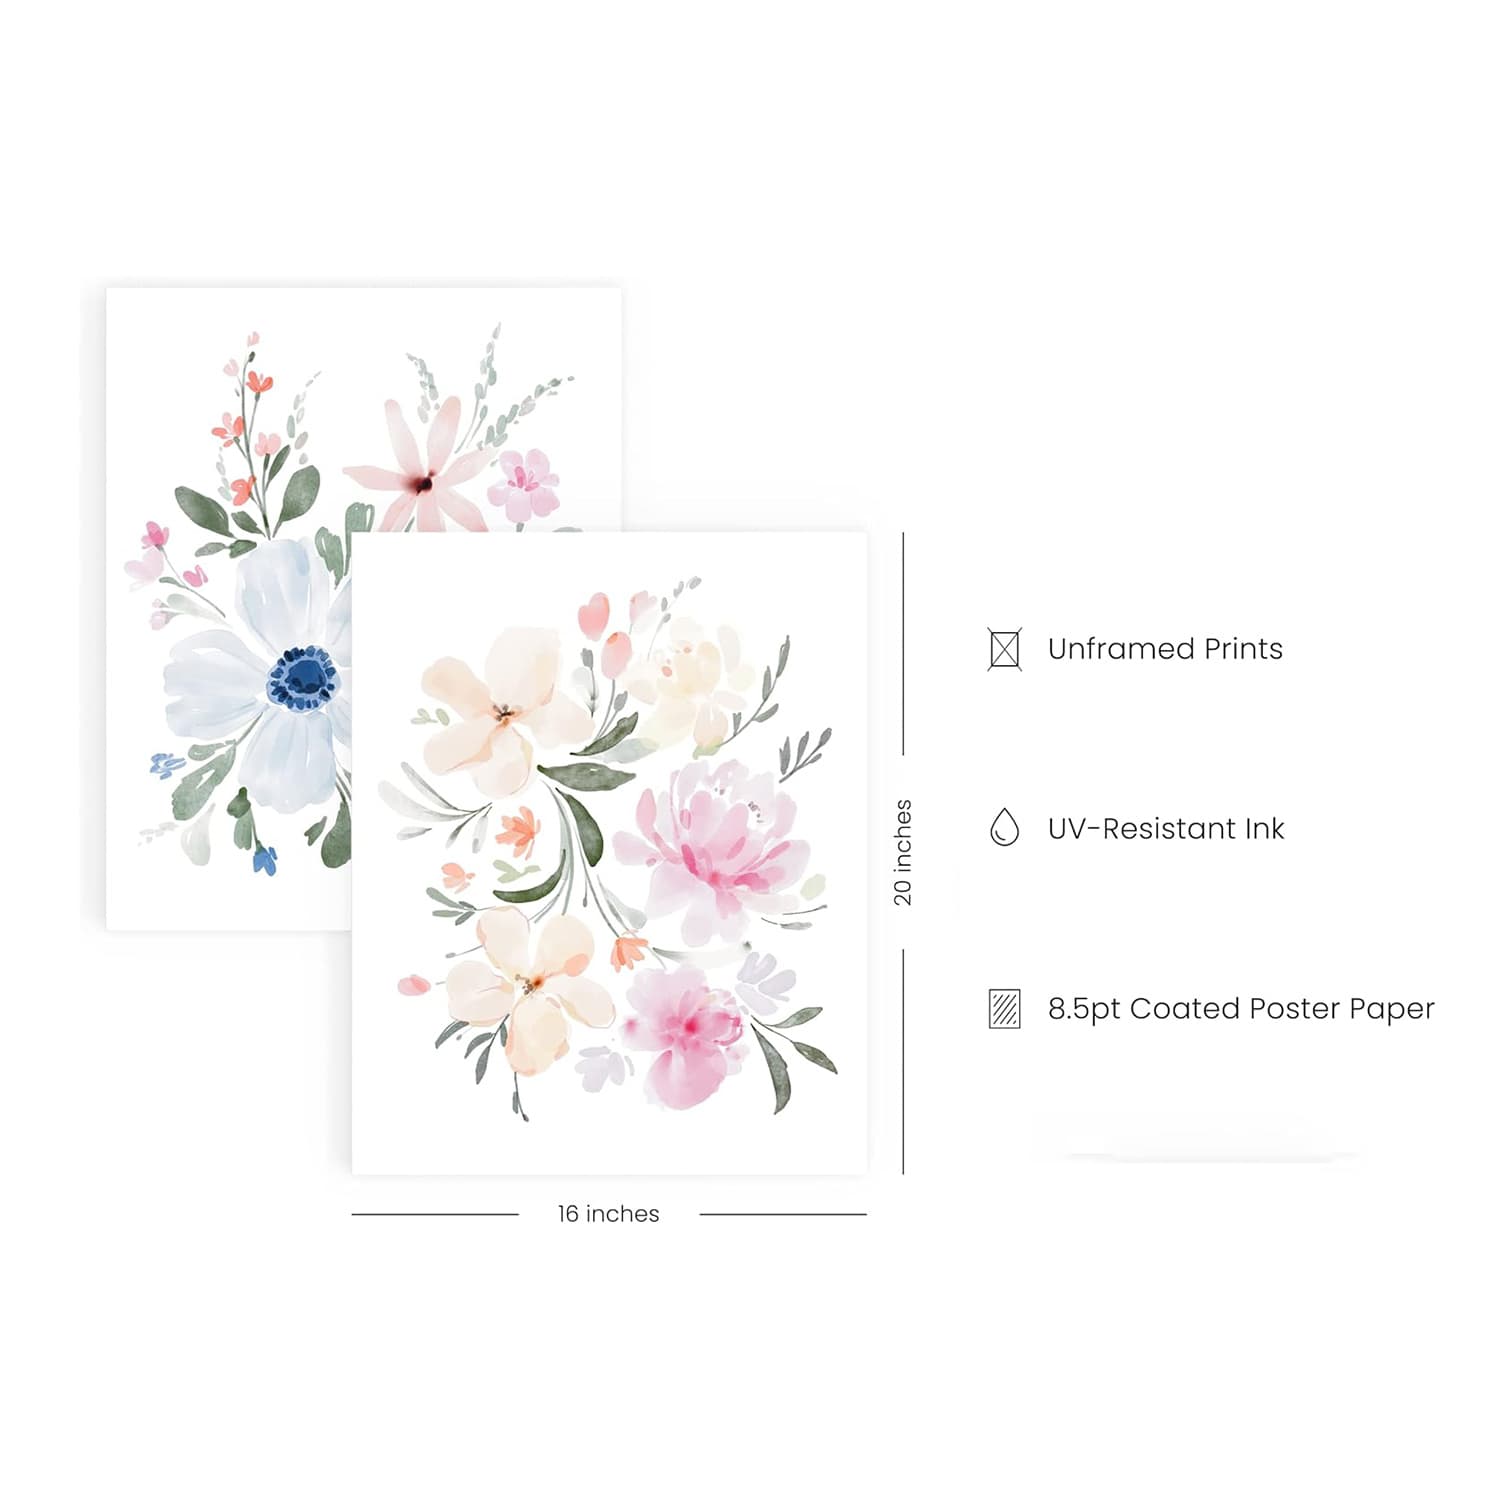 Unframed Prints
UV-Resistant Ink
8.5pt Coated Poster Paper
20 inches
16 inches